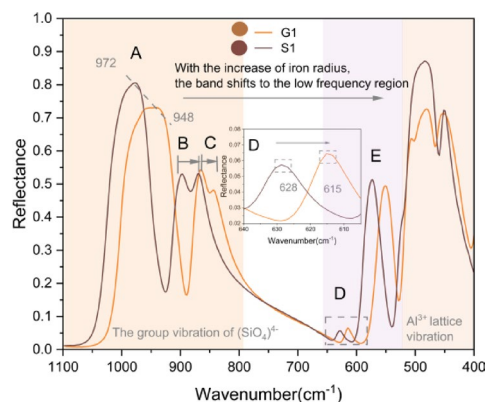 G1
S1
A
972
With the increase of iron radius,
the band shifts to the low frequency region
948
B C
D
628
615
Reflectance
0.08
0.07
0.06
0.05
0.04
0.03
0.02
640 630 620 610
Wavenumber(cm-1)
E
D
The group vibration of (SiO4)4-
Al3+ lattice
vibration
Reflectance
0.9
0.8
0.7
0.6
0.5
0.4
0.3
0.2
0.1
0.0
1100 1000 900 800 700 600 500 400
Wavenumber(cm-1)